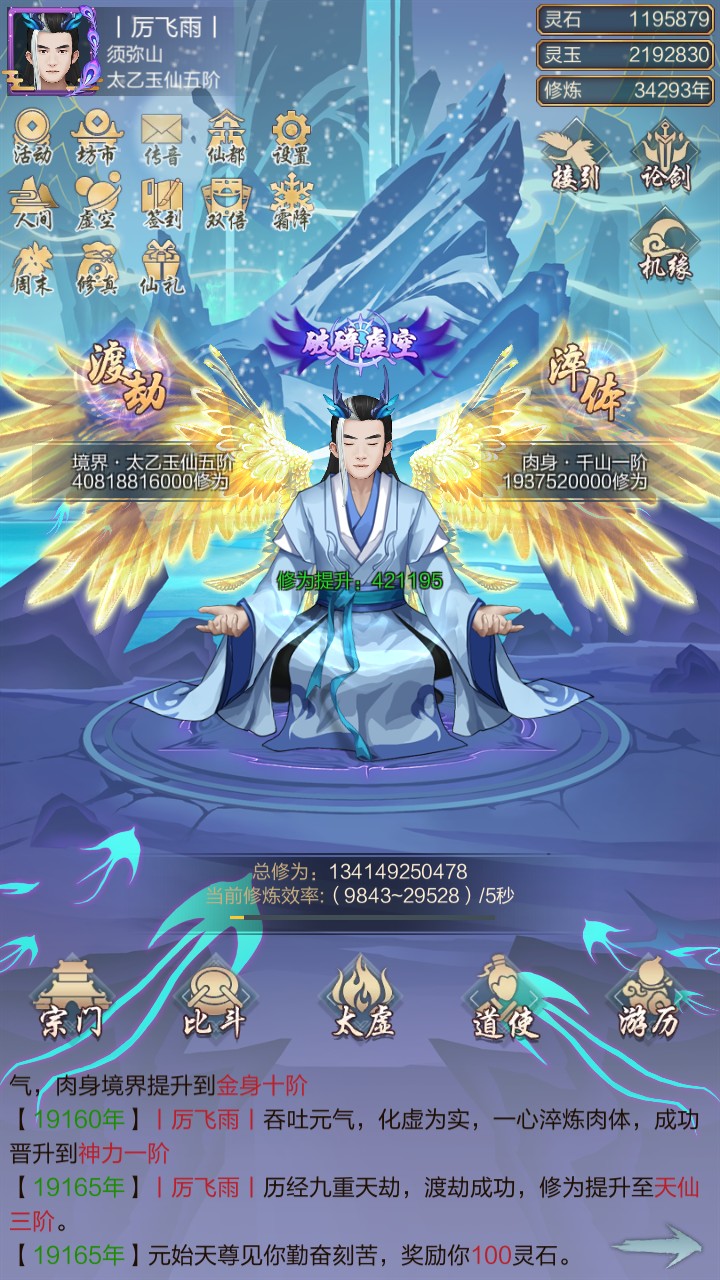 丨厉飞雨丨
须弥山
太乙玉仙五阶
灵石 1195879
灵玉 2192830
修炼 34293年
活动 坊市 传音 仙都 设置
接引 论剑
人间 虚空 签到 双倍 霜降
机缘
周末 修真 仙礼
破碎虚空
渡劫 淬体
境界·太乙玉仙五阶
40818816000修为
肉身·千山一阶
1937520000修为
修为提升：421195
总修为：134149250478
当前修炼效率:（9843~29528）/5秒
宗门 比斗 太虚 道侣 游历
气，肉身境界提升到金身十阶
【19160年】丨厉飞雨丨吞吐元气，化虚为实，一心淬炼肉体，成功
晋升到神力一阶
【19165年】丨厉飞雨丨历经九重天劫，渡劫成功，修为提升至天仙
三阶。
【19165年】元始天尊见你勤奋刻苦，奖励你100灵石。